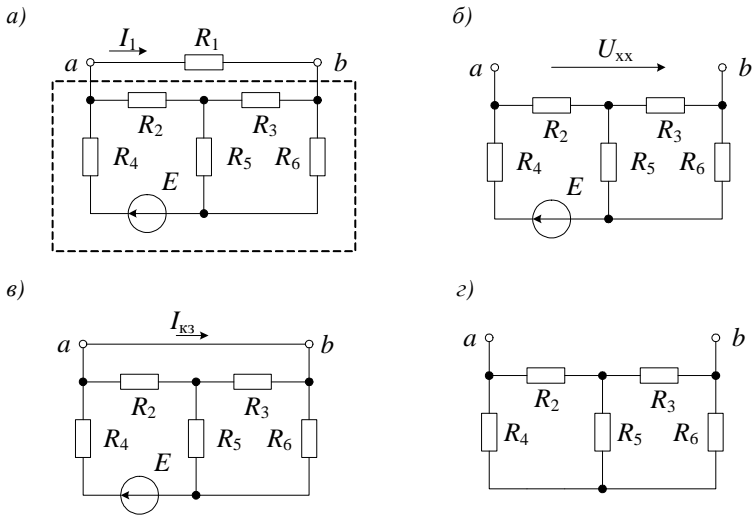 а)
I₁ R₁
a b
R₂ R₃
R₄ R₅ R₆
E
б)
Uхх
a b
R₂ R₃
R₄ R₅ R₆
E
в)
Iкз
a b
R₂ R₃
R₄ R₅ R₆
E
г)
a b
R₂ R₃
R₄ R₅ R₆